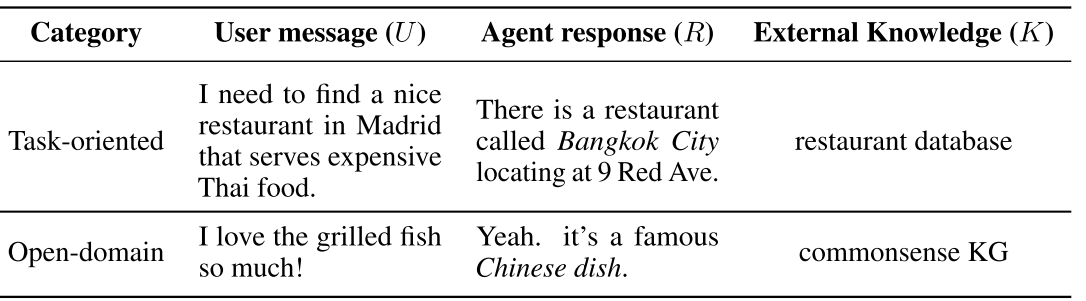 Category User message (U) Agent response (R) External Knowledge (K)
Task-oriented
I need to find a nice
restaurant in Madrid
that serves expensive
Thai food.
There is a restaurant
called Bangkok City
locating at 9 Red Ave.
restaurant database
Open-domain
I love the grilled fish
so much!
Yeah. it's a famous
Chinese dish.
commonsense KG